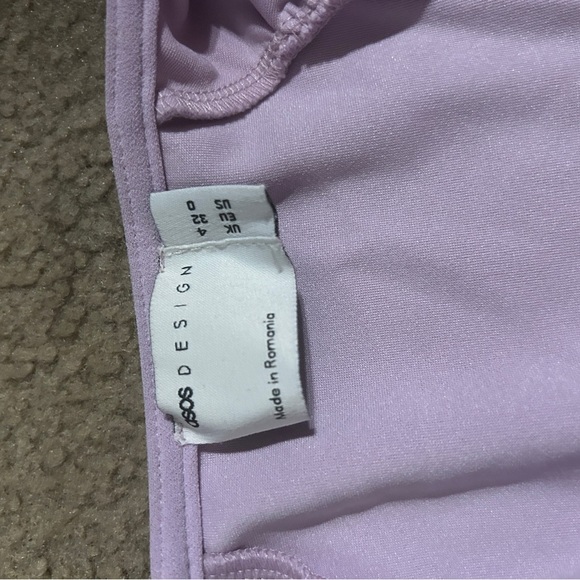 asos DESIGN
Made in Romania
UK 4
EU 32
US 0